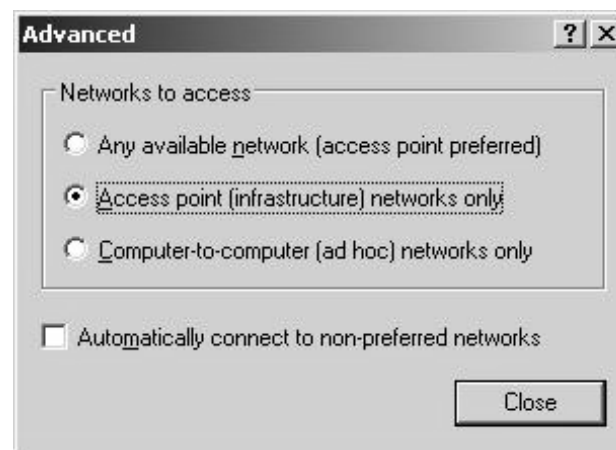 Advanced
Networks to access
Any available network (access point preferred)
Access point (infrastructure) networks only
Computer-to-computer (ad hoc) networks only
Automatically connect to non-preferred networks
Close